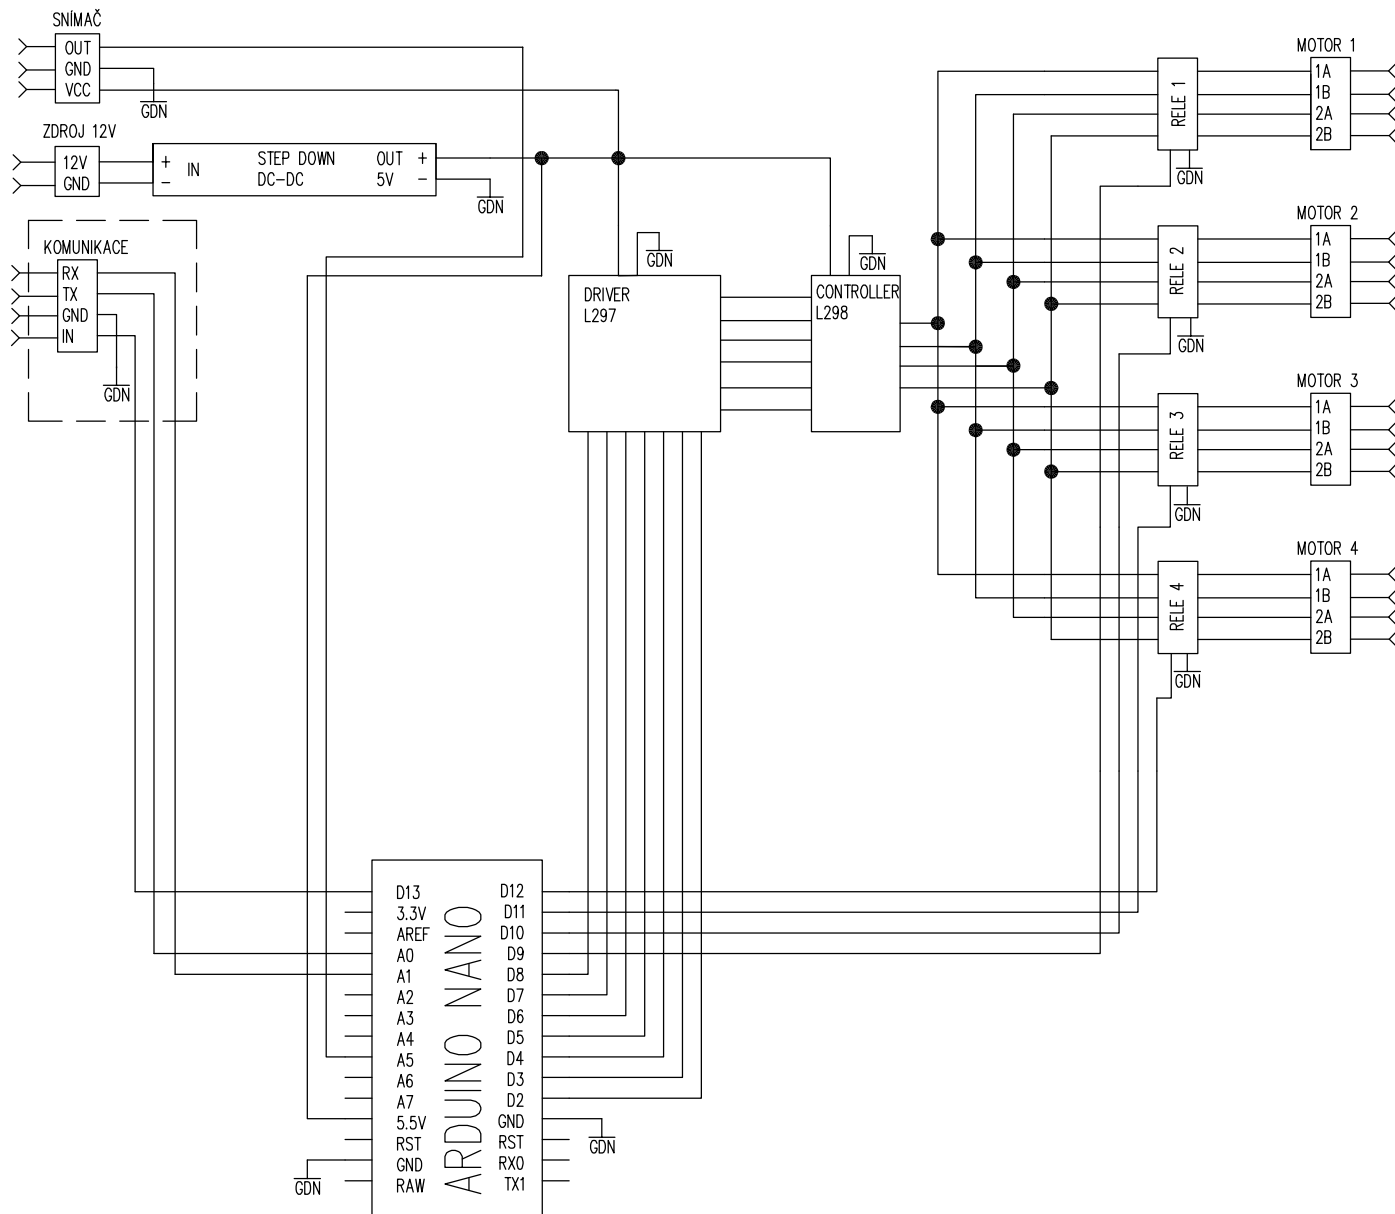 SNÍMAČ
OUT
GND
VCC
GDN
ZDROJ 12V
12V
GND
+ IN STEP DOWN OUT +
– DC–DC 5V –
GDN
KOMUNIKACE
RX
TX
GND
IN
GDN
GDN
DRIVER
L297
GDN
CONTROLLER
L298
RELE 1
GDN
MOTOR 1
1A
1B
2A
2B
RELE 2
GDN
MOTOR 2
1A
1B
2A
2B
RELE 3
GDN
MOTOR 3
1A
1B
2A
2B
RELE 4
GDN
MOTOR 4
1A
1B
2A
2B
ARDUINO NANO
D13
3.3V
AREF
A0
A1
A2
A3
A4
A5
A6
A7
5.5V
RST
GND
RAW
GDN
D12
D11
D10
D9
D8
D7
D6
D5
D4
D3
D2
GND
RST
RX0
TX1
GDN